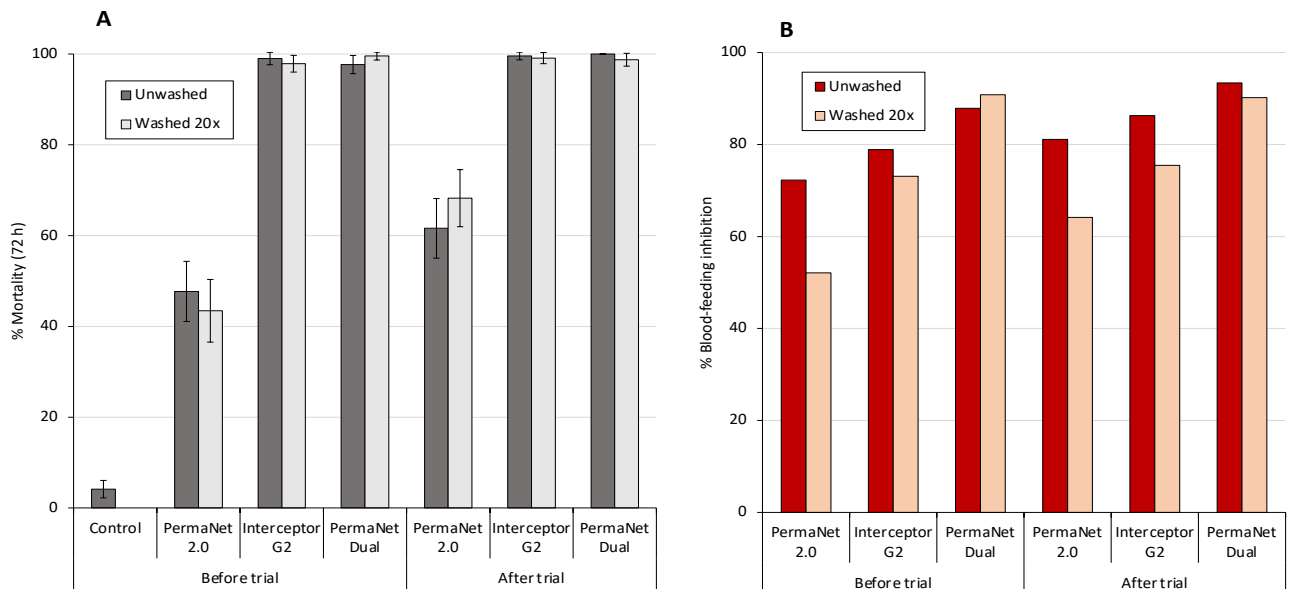 A
100
80
60
40
20
0
% Mortality (72 h)
Unwashed
Washed 20x
Control
PermaNet 2.0
Interceptor G2
PermaNet Dual
PermaNet 2.0
Interceptor G2
PermaNet Dual
Before trial
After trial
B
100
80
60
40
20
0
% Blood-feeding inhibition
Unwashed
Washed 20x
PermaNet 2.0
Interceptor G2
PermaNet Dual
PermaNet 2.0
Interceptor G2
PermaNet Dual
Before trial
After trial